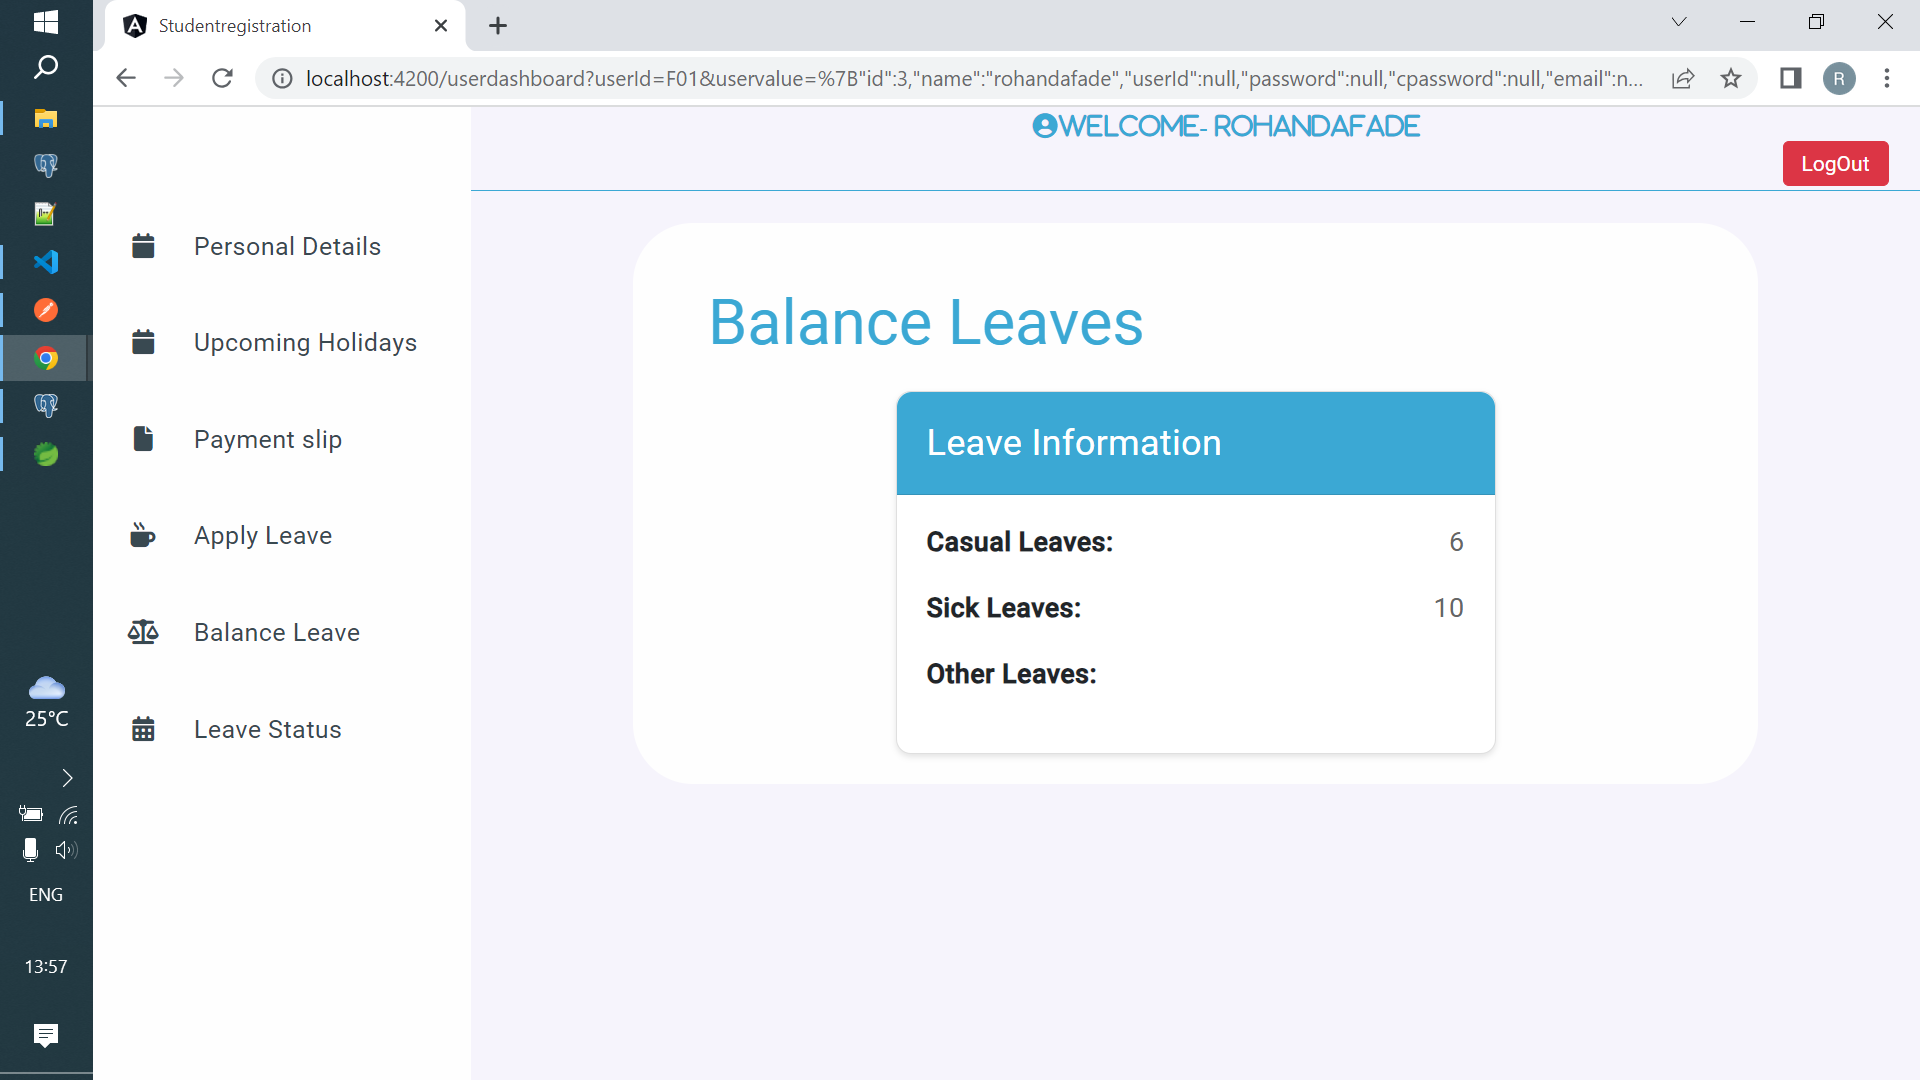 Studentregistration
localhost:4200/userdashboard?userId=F01&uservalue=%7B"id":3,"name":"rohandafade","userId":null,"password":null,"cpassword":null,"email":n...
R
WELCOME- ROHANDAFADE
LogOut
Personal Details
Upcoming Holidays
Payment slip
Apply Leave
Balance Leave
Leave Status
Balance Leaves
Leave Information
Casual Leaves: 6
Sick Leaves: 10
Other Leaves:
25°C
ENG
13:57